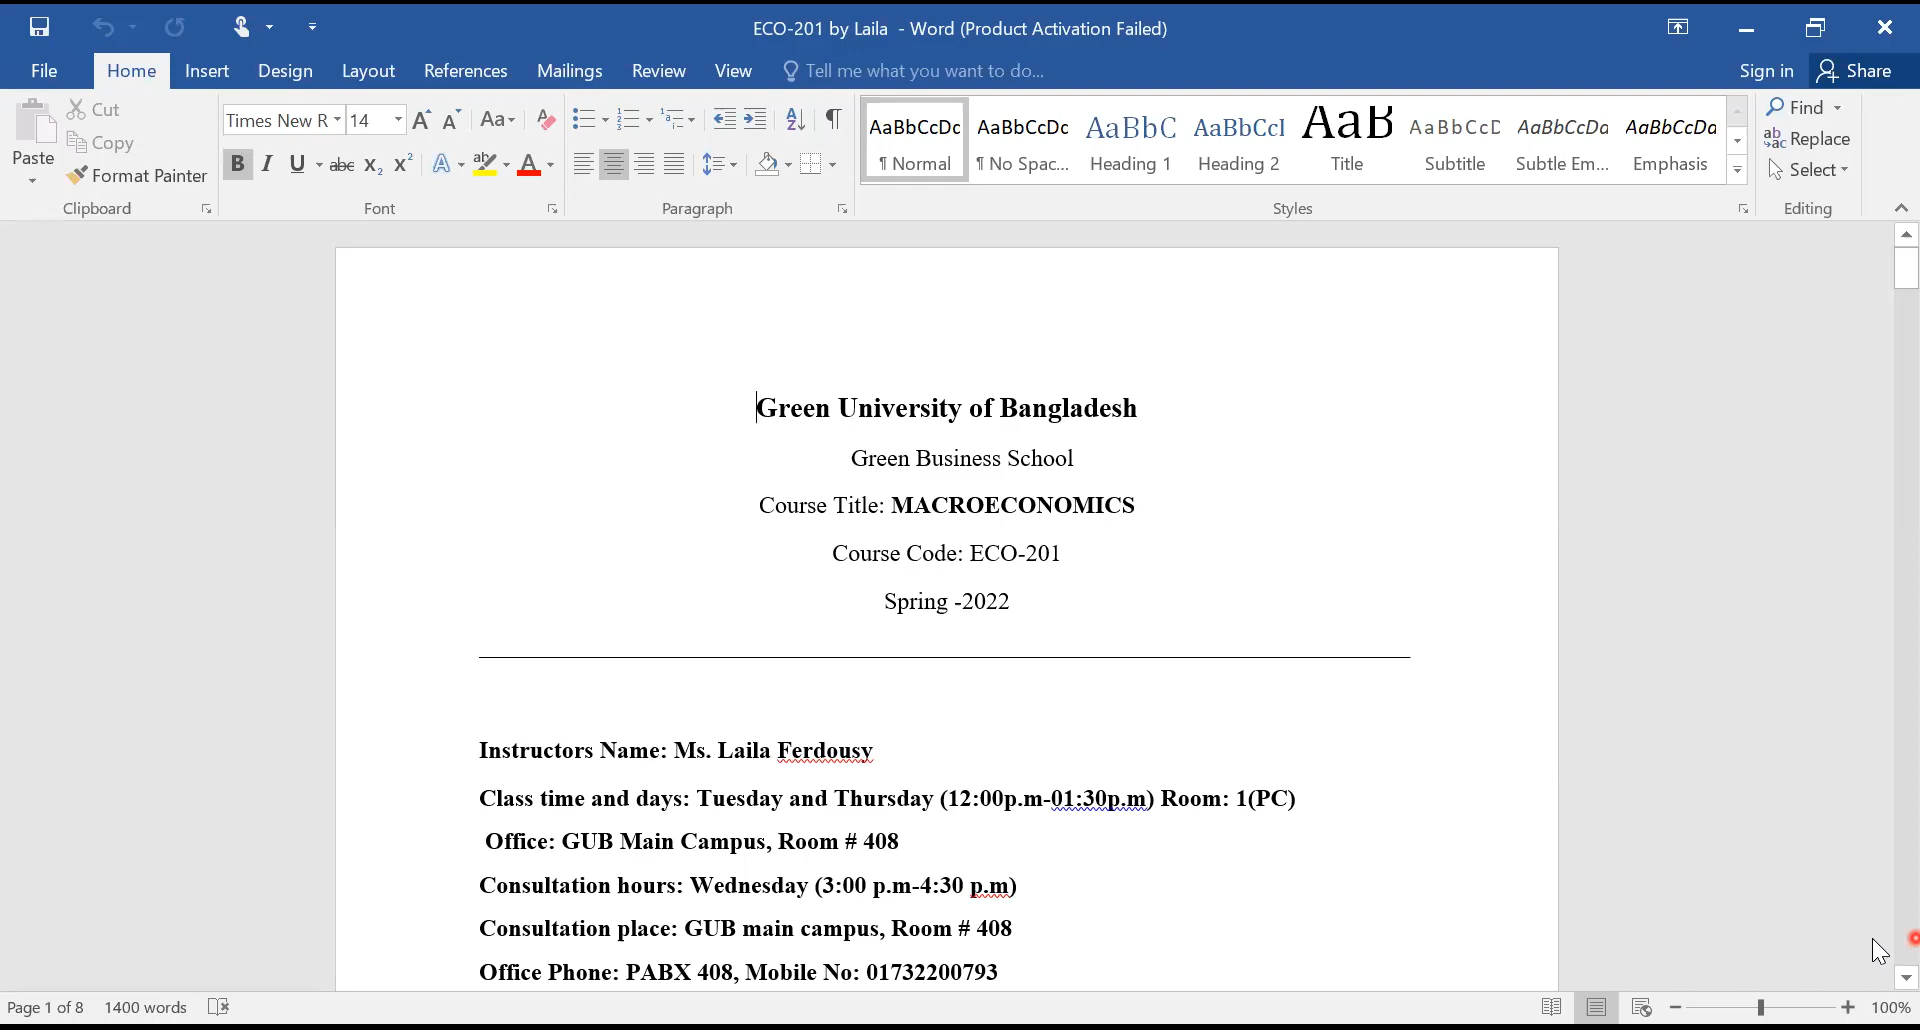 ECO-201 by Laila - Word (Product Activation Failed)
File Home Insert Design Layout References Mailings Review View Tell me what you want to do... Sign in Share
Paste
Cut
Copy
Format Painter
Clipboard
Times New R 14
Aa
B I U abc X₂ X² A ab A
Font
Paragraph
AaBbCcDc AaBbCcDc AaBbC AaBbCcI AaB AaBbCcD AaBbCcDa AaBbCcDa
¶ Normal ¶ No Spac... Heading 1 Heading 2 Title Subtitle Subtle Em... Emphasis
Styles
Find
Replace
Select
Editing
Green University of Bangladesh
Green Business School
Course Title: MACROECONOMICS
Course Code: ECO-201
Spring -2022
Instructors Name: Ms. Laila Ferdousy
Class time and days: Tuesday and Thursday (12:00p.m-01:30p.m) Room: 1(PC)
Office: GUB Main Campus, Room # 408
Consultation hours: Wednesday (3:00 p.m-4:30 p.m)
Consultation place: GUB main campus, Room # 408
Office Phone: PABX 408, Mobile No: 01732200793
Page 1 of 8 1400 words 100%